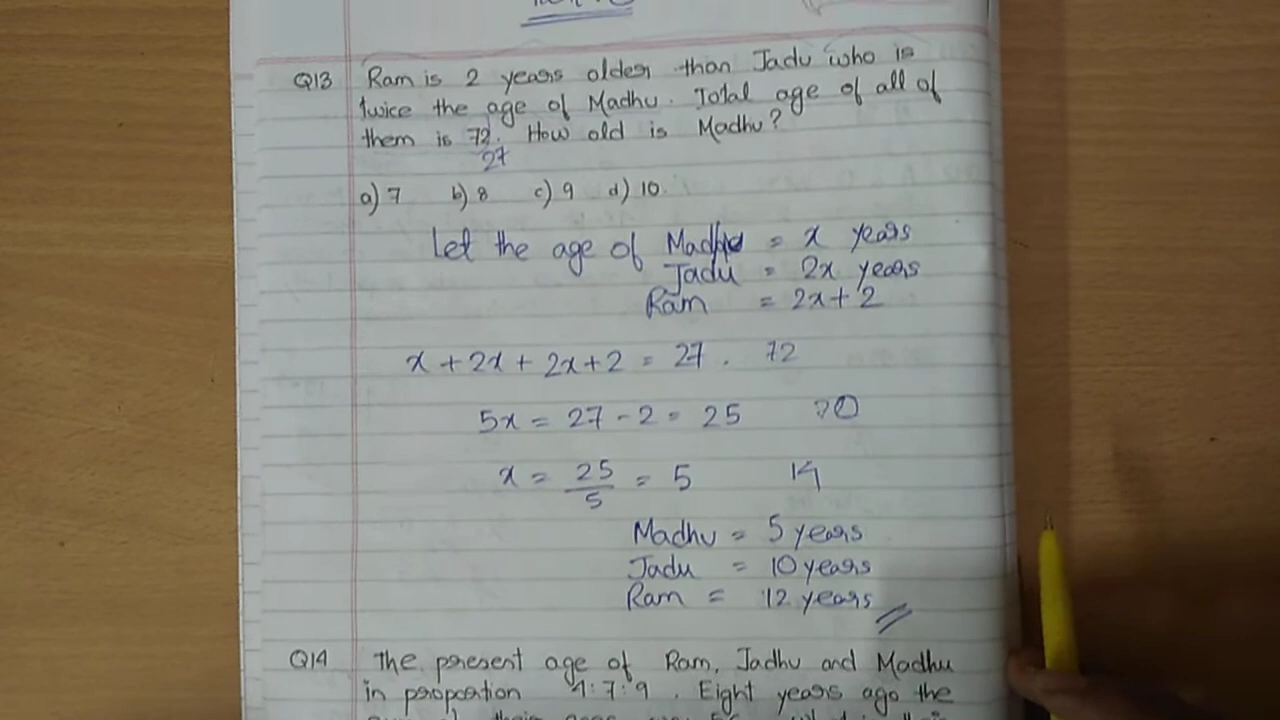 Q13 Ram is 2 years older than Jadu who is
twice the age of Madhu. Total age of all of
them is 72. How old is Madhu?
27
a) 7 b) 8 c) 9 d) 10
Let the age of Madhu = x years
Jadu = 2x years
Ram = 2x + 2
x + 2x + 2x + 2 = 27 . 72
5x = 27 - 2 = 25 70
x = 25/5 = 5 14
Madhu = 5 years
Jadu = 10 years
Ram = 12 years
Q14 The present age of Ram, Jadhu and Madhu
in propotion 4:7:9 . Eight years ago the